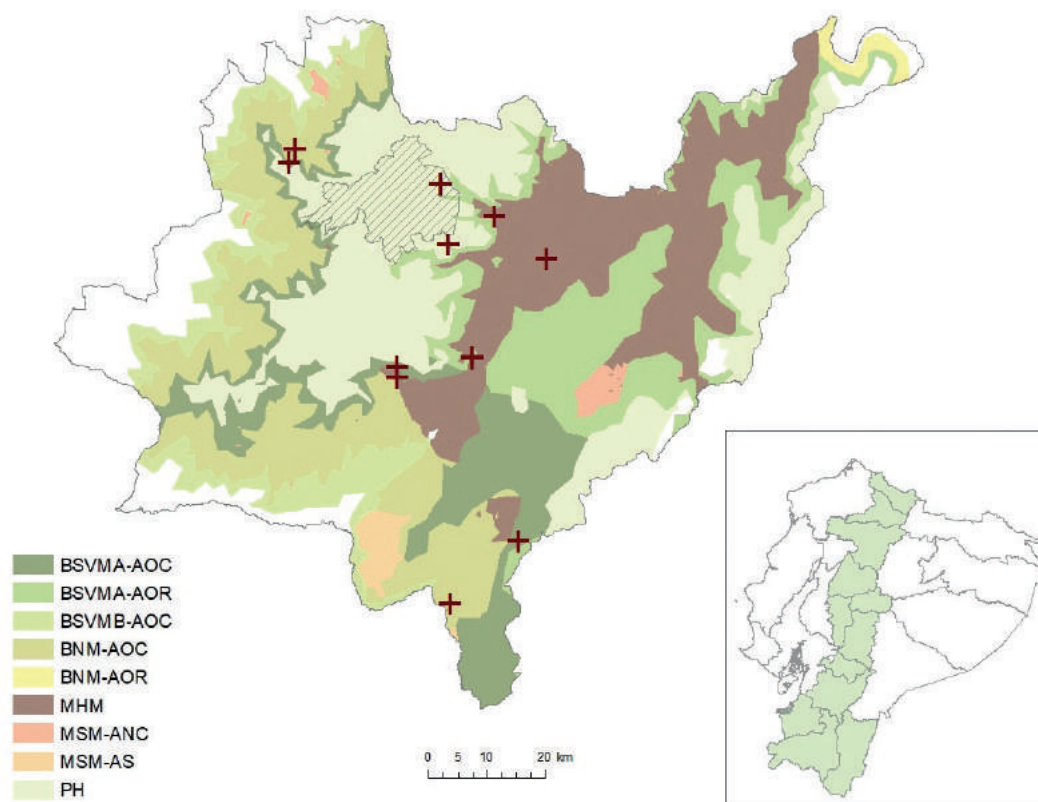 BSVMA-AOC
BSVMA-AOR
BSVMB-AOC
BNM-AOC
BNM-AOR
MHM
MSM-ANC
MSM-AS
PH
0 5 10 20 km